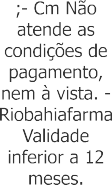 ;- Cm Não
atende as
condições de
pagamento,
nem à vista. -
Riobahiafarma
Validade
inferior a 12
meses.